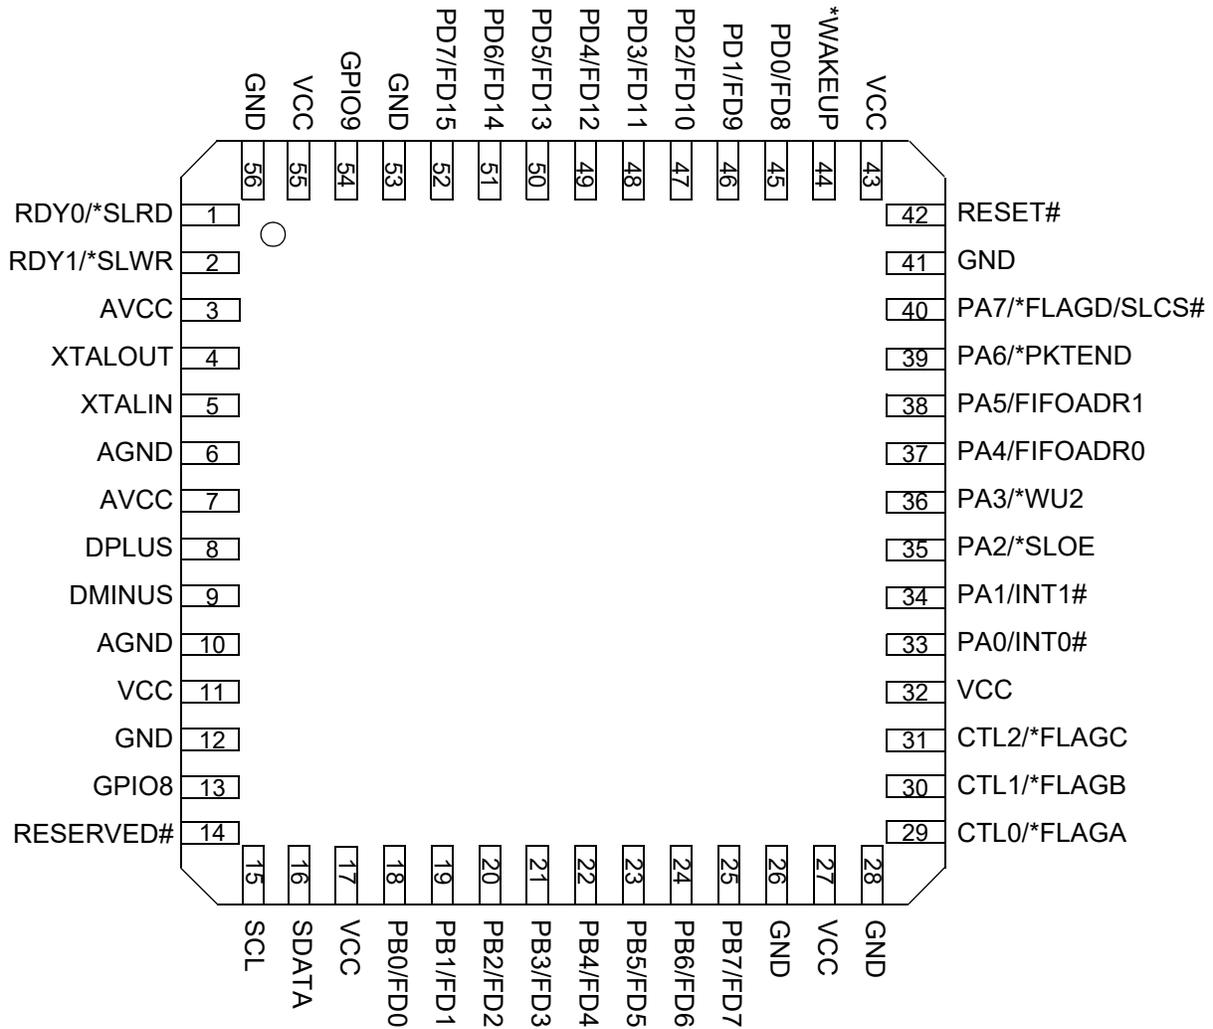 GND
VCC
GPIO9
GND
PD7/FD15
PD6/FD14
PD5/FD13
PD4/FD12
PD3/FD11
PD2/FD10
PD1/FD9
PD0/FD8
*WAKEUP
VCC
56
55
54
53
52
51
50
49
48
47
46
45
44
43
RDY0/*SLRD 1
RDY1/*SLWR 2
AVCC 3
XTALOUT 4
XTALIN 5
AGND 6
AVCC 7
DPLUS 8
DMINUS 9
AGND 10
VCC 11
GND 12
GPIO8 13
RESERVED# 14
42 RESET#
41 GND
40 PA7/*FLAGD/SLCS#
39 PA6/*PKTEND
38 PA5/FIFOADR1
37 PA4/FIFOADR0
36 PA3/*WU2
35 PA2/*SLOE
34 PA1/INT1#
33 PA0/INT0#
32 VCC
31 CTL2/*FLAGC
30 CTL1/*FLAGB
29 CTL0/*FLAGA
15
16
17
18
19
20
21
22
23
24
25
26
27
28
SCL
SDATA
VCC
PB0/FD0
PB1/FD1
PB2/FD2
PB3/FD3
PB4/FD4
PB5/FD5
PB6/FD6
PB7/FD7
GND
VCC
GND